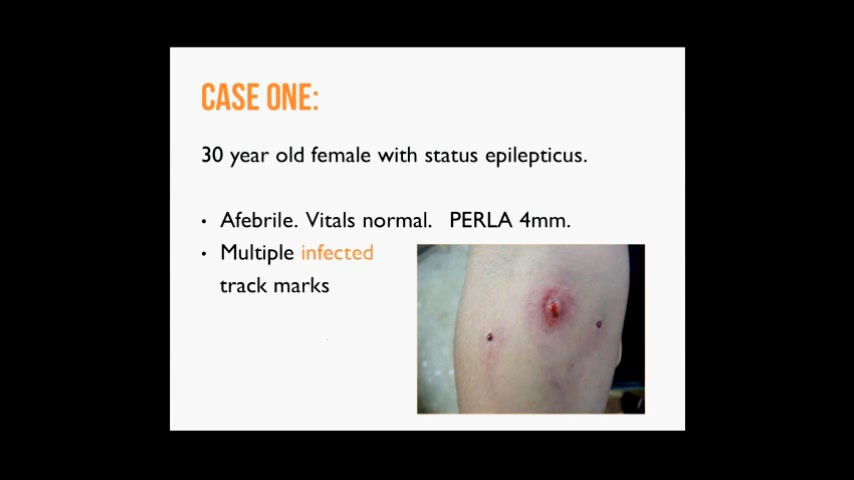 CASE ONE:
30 year old female with status epilepticus.
• Afebrile. Vitals normal. PERLA 4mm.
• Multiple infected
track marks